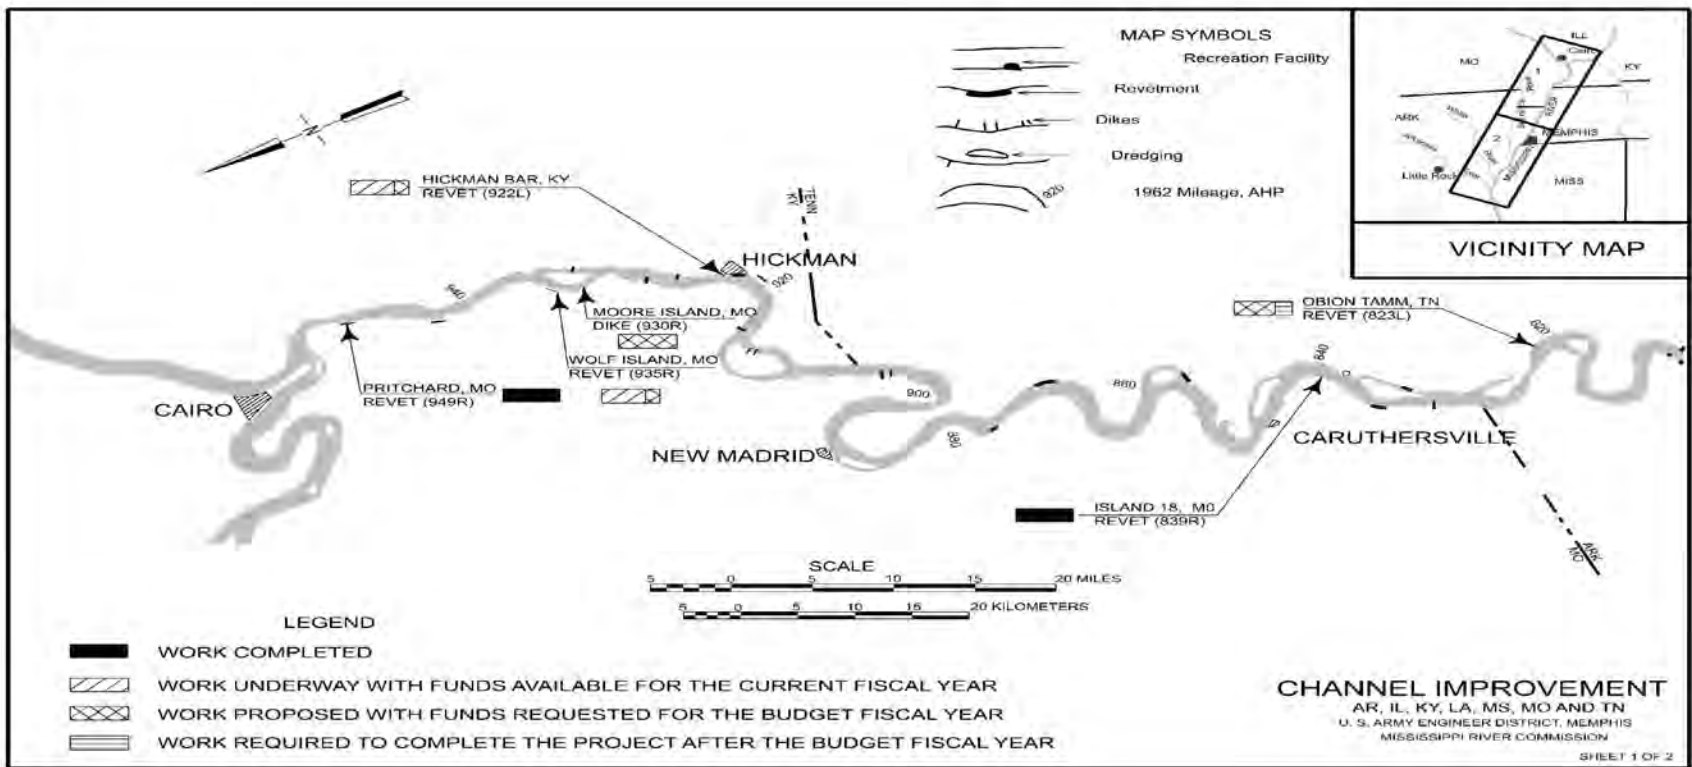 MAP SYMBOLS
Recreation Facility
Revetment
Dikes
Dredging
1962 Mileage, AHP
820
N
ILL
Cairo
MO
KY
1
ARK
MEMPHIS
2
Little Rock
MISS
VICINITY MAP
HICKMAN BAR, KY
REVET (922L)
TENN
KY
HICKMAN
920
940
MOORE ISLAND, MO
DIKE (930R)
WOLF ISLAND, MO
REVET (935R)
PRITCHARD, MO
REVET (949R)
CAIRO
OBION TAMM, TN
REVET (823L)
820
840
860
900
880
NEW MADRID
CARUTHERSVILLE
ISLAND 18, MO
REVET (839R)
ARK
MO
SCALE
5 0 5 10 15 20 MILES
5 0 5 10 15 20 KILOMETERS
LEGEND
WORK COMPLETED
WORK UNDERWAY WITH FUNDS AVAILABLE FOR THE CURRENT FISCAL YEAR
WORK PROPOSED WITH FUNDS REQUESTED FOR THE BUDGET FISCAL YEAR
WORK REQUIRED TO COMPLETE THE PROJECT AFTER THE BUDGET FISCAL YEAR
CHANNEL IMPROVEMENT
AR, IL, KY, LA, MS, MO AND TN
U. S. ARMY ENGINEER DISTRICT, MEMPHIS
MISSISSIPPI RIVER COMMISSION
SHEET 1 OF 2